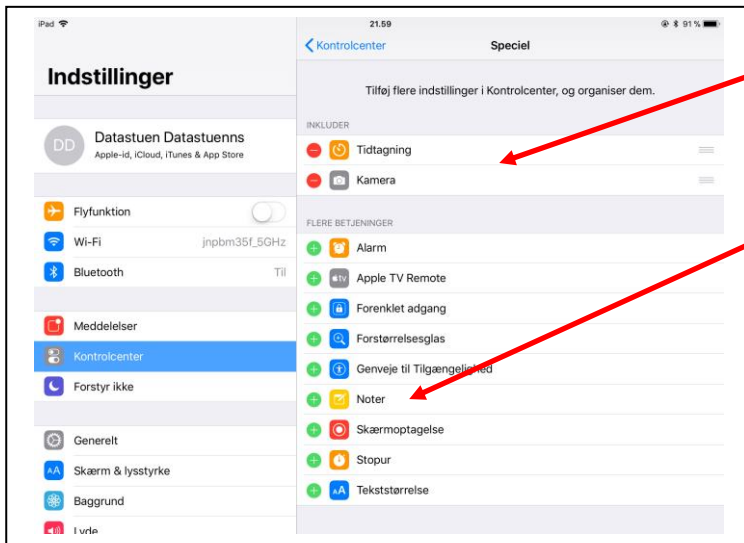 iPad
21.59
91 %
Kontrolcenter
Speciel
Indstillinger
Tilføj flere indstillinger i Kontrolcenter, og organiser dem.
DD
Datastuen Datastuenns
Apple-id, iCloud, iTunes & App Store
Flyfunktion
Wi-Fi
jnpbm35f_5GHz
Bluetooth
Til
Meddelelser
Kontrolcenter
Forstyr ikke
Generelt
AA Skærm & lysstyrke
Baggrund
Lyde
INKLUDER
Tidtagning
Kamera
FLERE BETJENINGER
Alarm
tv Apple TV Remote
Forenklet adgang
Forstørrelsesglas
Genveje til Tilgængelighed
Noter
Skærmoptagelse
Stopur
AA Tekststørrelse